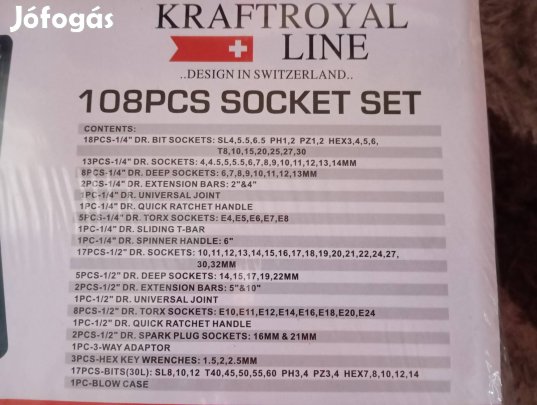 Jófogás
KRAFTROYAL
LINE
..DESIGN IN SWITZERLAND..
108PCS SOCKET SET
CONTENTS:
18PCS-1/4" DR. BIT SOCKETS: SL4,5.5,6.5 PH1,2 PZ1,2 HEX3,4,5,6,
T8,10,15,20,25,27,30
13PCS-1/4" DR. SOCKETS: 4,4.5,5,5.5,6,7,8,9,10,11,12,13,14MM
8PCS-1/4" DR. DEEP SOCKETS: 6,7,8,9,10,11,12,13MM
2PCS-1/4" DR. EXTENSION BARS: 2"&4"
1PC-1/4" DR. UNIVERSAL JOINT
1PC-1/4" DR. QUICK RATCHET HANDLE
5PCS-1/4" DR. TORX SOCKETS: E4,E5,E6,E7,E8
1PC-1/4" DR. SLIDING T-BAR
1PC-1/4" DR. SPINNER HANDLE: 6"
17PCS-1/2" DR. SOCKETS: 10,11,12,13,14,15,16,17,18,19,20,21,22,24,27,
30,32MM
5PCS-1/2" DR. DEEP SOCKETS: 14,15,17,19,22MM
2PCS-1/2" DR. EXTENSION BARS: 5"&10"
1PC-1/2" DR. UNIVERSAL JOINT
8PCS-1/2" DR. TORX SOCKETS: E10,E11,E12,E14,E16,E18,E20,E24
1PC-1/2" DR. QUICK RATCHET HANDLE
2PCS-1/2" DR. SPARK PLUG SOCKETS: 16MM & 21MM
1PC-3-WAY ADAPTOR
3PCS-HEX KEY WRENCHES: 1.5,2,2.5MM
17PCS-BITS(30L): SL8,10,12 T40,45,50,55,60 PH3,4 PZ3,4 HEX7,8,10,12,14
1PC-BLOW CASE